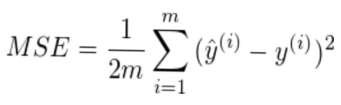 MSE = \frac{1}{2m} \sum_{i=1}^{m} (\hat{y}^{(i)} - y^{(i)})^2